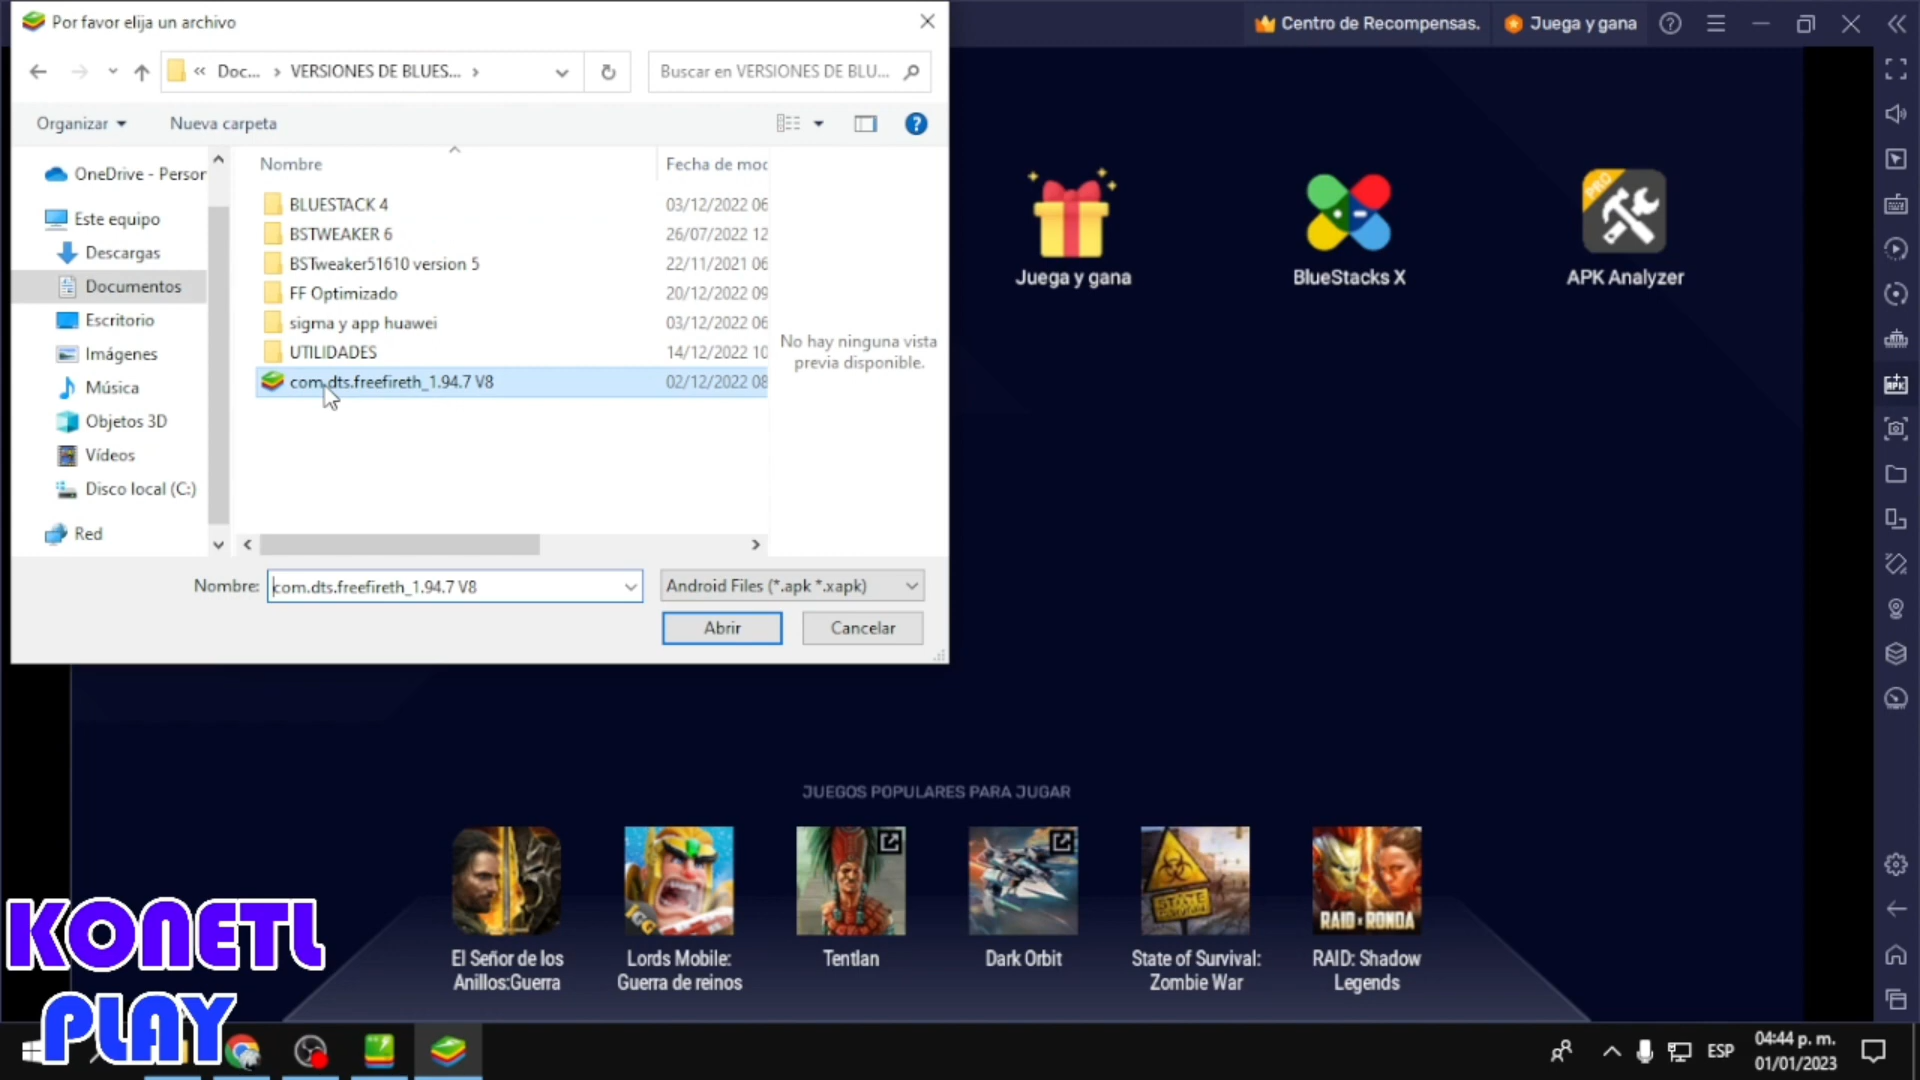 Por favor elija un archivo
Centro de Recompensas.
Juega y gana
« Doc... › VERSIONES DE BLUES... ›
Buscar en VERSIONES DE BLU...
Organizar
Nueva carpeta
Nombre
Fecha de moc
OneDrive - Persor
Este equipo
Descargas
Documentos
Escritorio
Imágenes
Música
Objetos 3D
Vídeos
Disco local (C:)
Red
BLUESTACK 4 03/12/2022 06
BSTWEAKER 6 26/07/2022 12
BSTweaker51610 version 5 22/11/2021 06
FF Optimizado 20/12/2022 09
sigma y app huawei 03/12/2022 06
UTILIDADES 14/12/2022 10
com.dts.freefireth_1.94.7 V8 02/12/2022 08
No hay ninguna vista
previa disponible.
Nombre: com.dts.freefireth_1.94.7 V8
Android Files (*.apk *.xapk)
Abrir
Cancelar
Juega y gana
BlueStacks X
PRO
APK Analyzer
APK
JUEGOS POPULARES PARA JUGAR
IGG
STATE
SURVIVAL
RAID X RONDA
El Señor de los
Anillos:Guerra
Lords Mobile:
Guerra de reinos
Tentlan
Dark Orbit
State of Survival:
Zombie War
RAID: Shadow
Legends
KONETL
PLAY
ESP
04:44 p. m.
01/01/2023